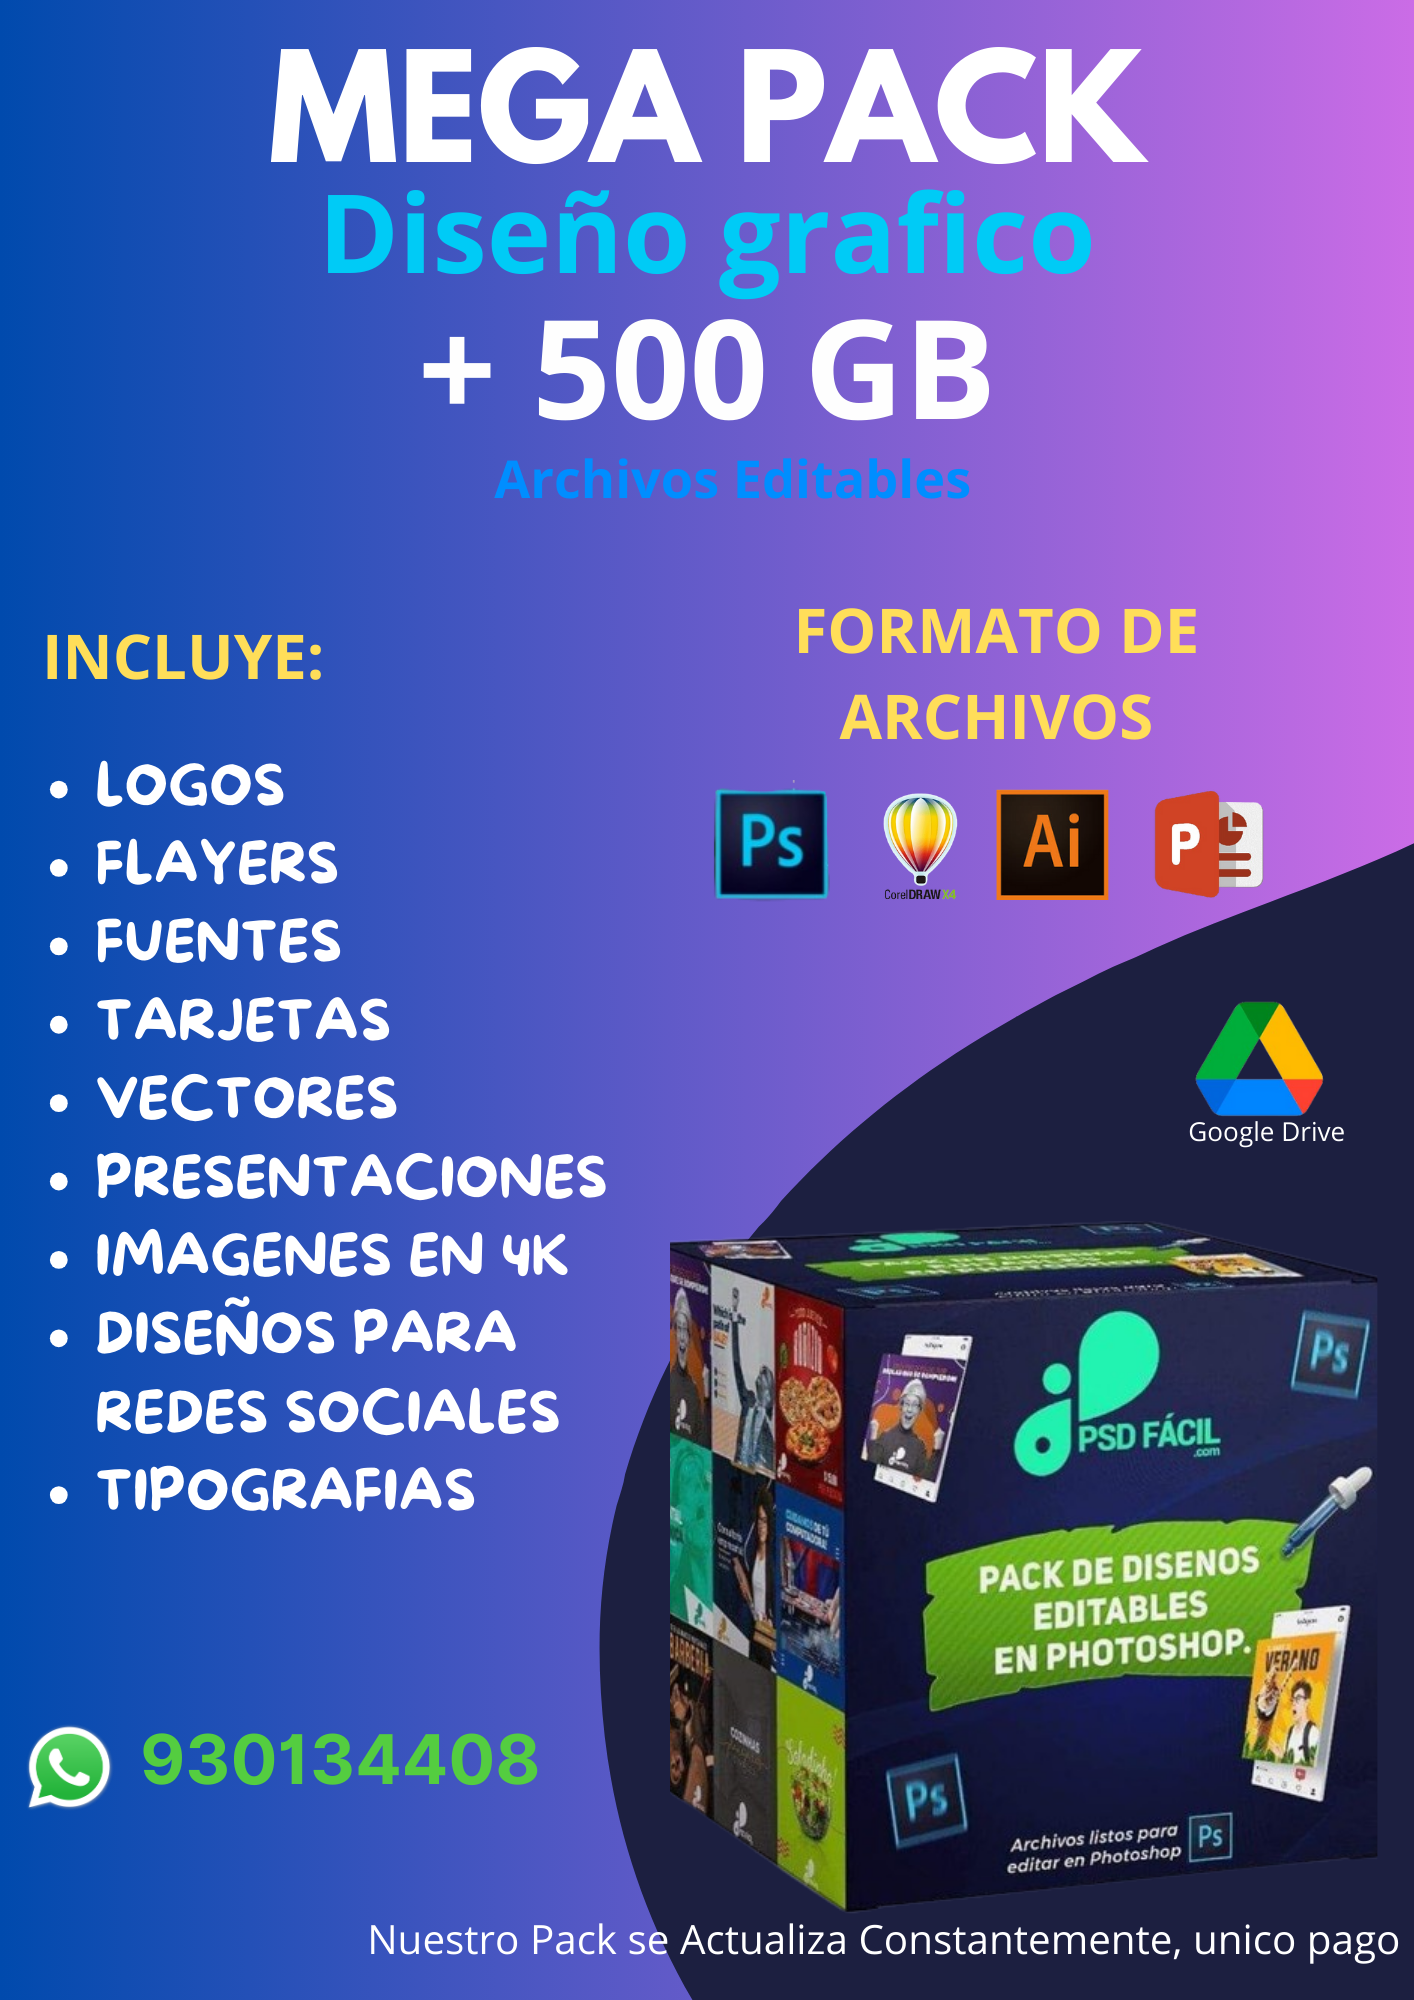 MEGA PACK
Diseño grafico
+ 500 GB
Archivos Editables
INCLUYE:
• LOGOS
• FLAYERS
• FUENTES
• TARJETAS
• VECTORES
• PRESENTACIONES
• IMAGENES EN 4K
• DISEÑOS PARA
REDES SOCIALES
• TIPOGRAFIAS
FORMATO DE
ARCHIVOS
Ps
CorelDRAW X4
Ai
P
Google Drive
Ps
PSD FÁCIL
.com
PACK DE DISENOS
EDITABLES
EN PHOTOSHOP.
VERANO
Ps
Archivos listos para
editar en Photoshop
Ps
930134408
Nuestro Pack se Actualiza Constantemente, unico pago